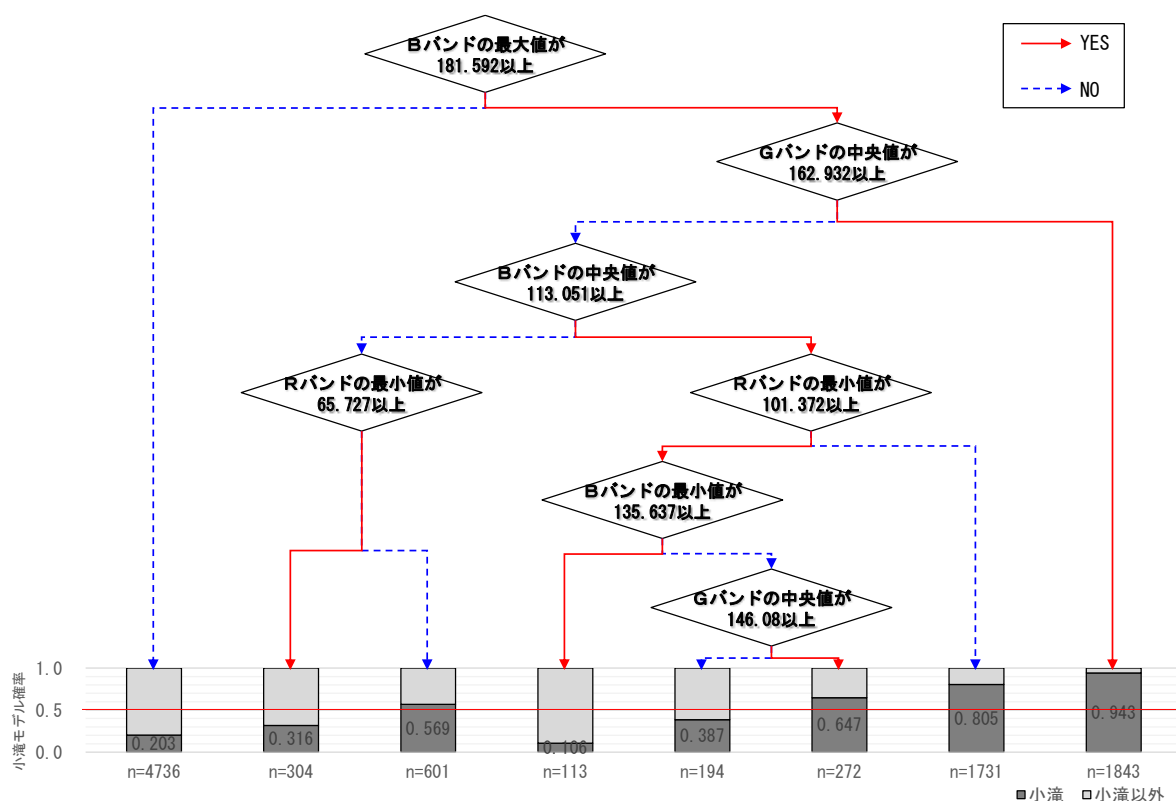 Bバンドの最大値が
181.592以上
YES
NO
Gバンドの中央値が
162.932以上
Bバンドの中央値が
113.051以上
Rバンドの最小値が
65.727以上
Rバンドの最小値が
101.372以上
Bバンドの最小値が
135.637以上
Gバンドの中央値が
146.08以上
小滝モデル確率
1.0
0.5
0.0
0.203
0.316
0.569
0.106
0.387
0.647
0.805
0.943
n=4736
n=304
n=601
n=113
n=194
n=272
n=1731
n=1843
小滝
小滝以外